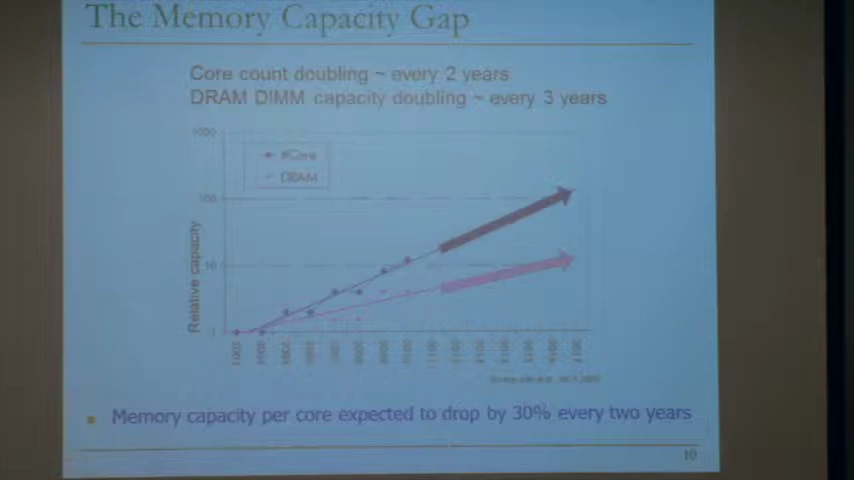 The Memory Capacity Gap
Core count doubling ~ every 2 years
DRAM DIMM capacity doubling ~ every 3 years
1000
#Core
DRAM
100
Relative capacity
10
1
Memory capacity per core expected to drop by 30% every two years
10